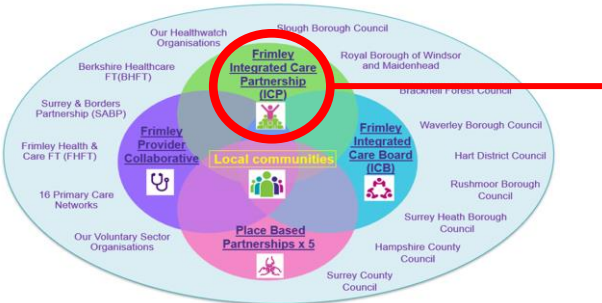 Our Healthwatch
Organisations
Slough Borough Council
Berkshire Healthcare
FT(BHFT)
Frimley
Integrated Care
Partnership
(ICP)
Royal Borough of Windsor
and Maidenhead
Bracknell Forest Council
Surrey & Borders
Partnership (SABP)
Frimley Health &
Care FT (FHFT)
Frimley
Provider
Collaborative
Local communities
Frimley
Integrated
Care Board
(ICB)
Waverley Borough Council
Hart District Council
Rushmoor Borough
Council
16 Primary Care
Networks
Our Voluntary Sector
Organisations
Place Based
Partnerships x 5
Surrey Heath Borough
Council
Hampshire County
Council
Surrey County
Council